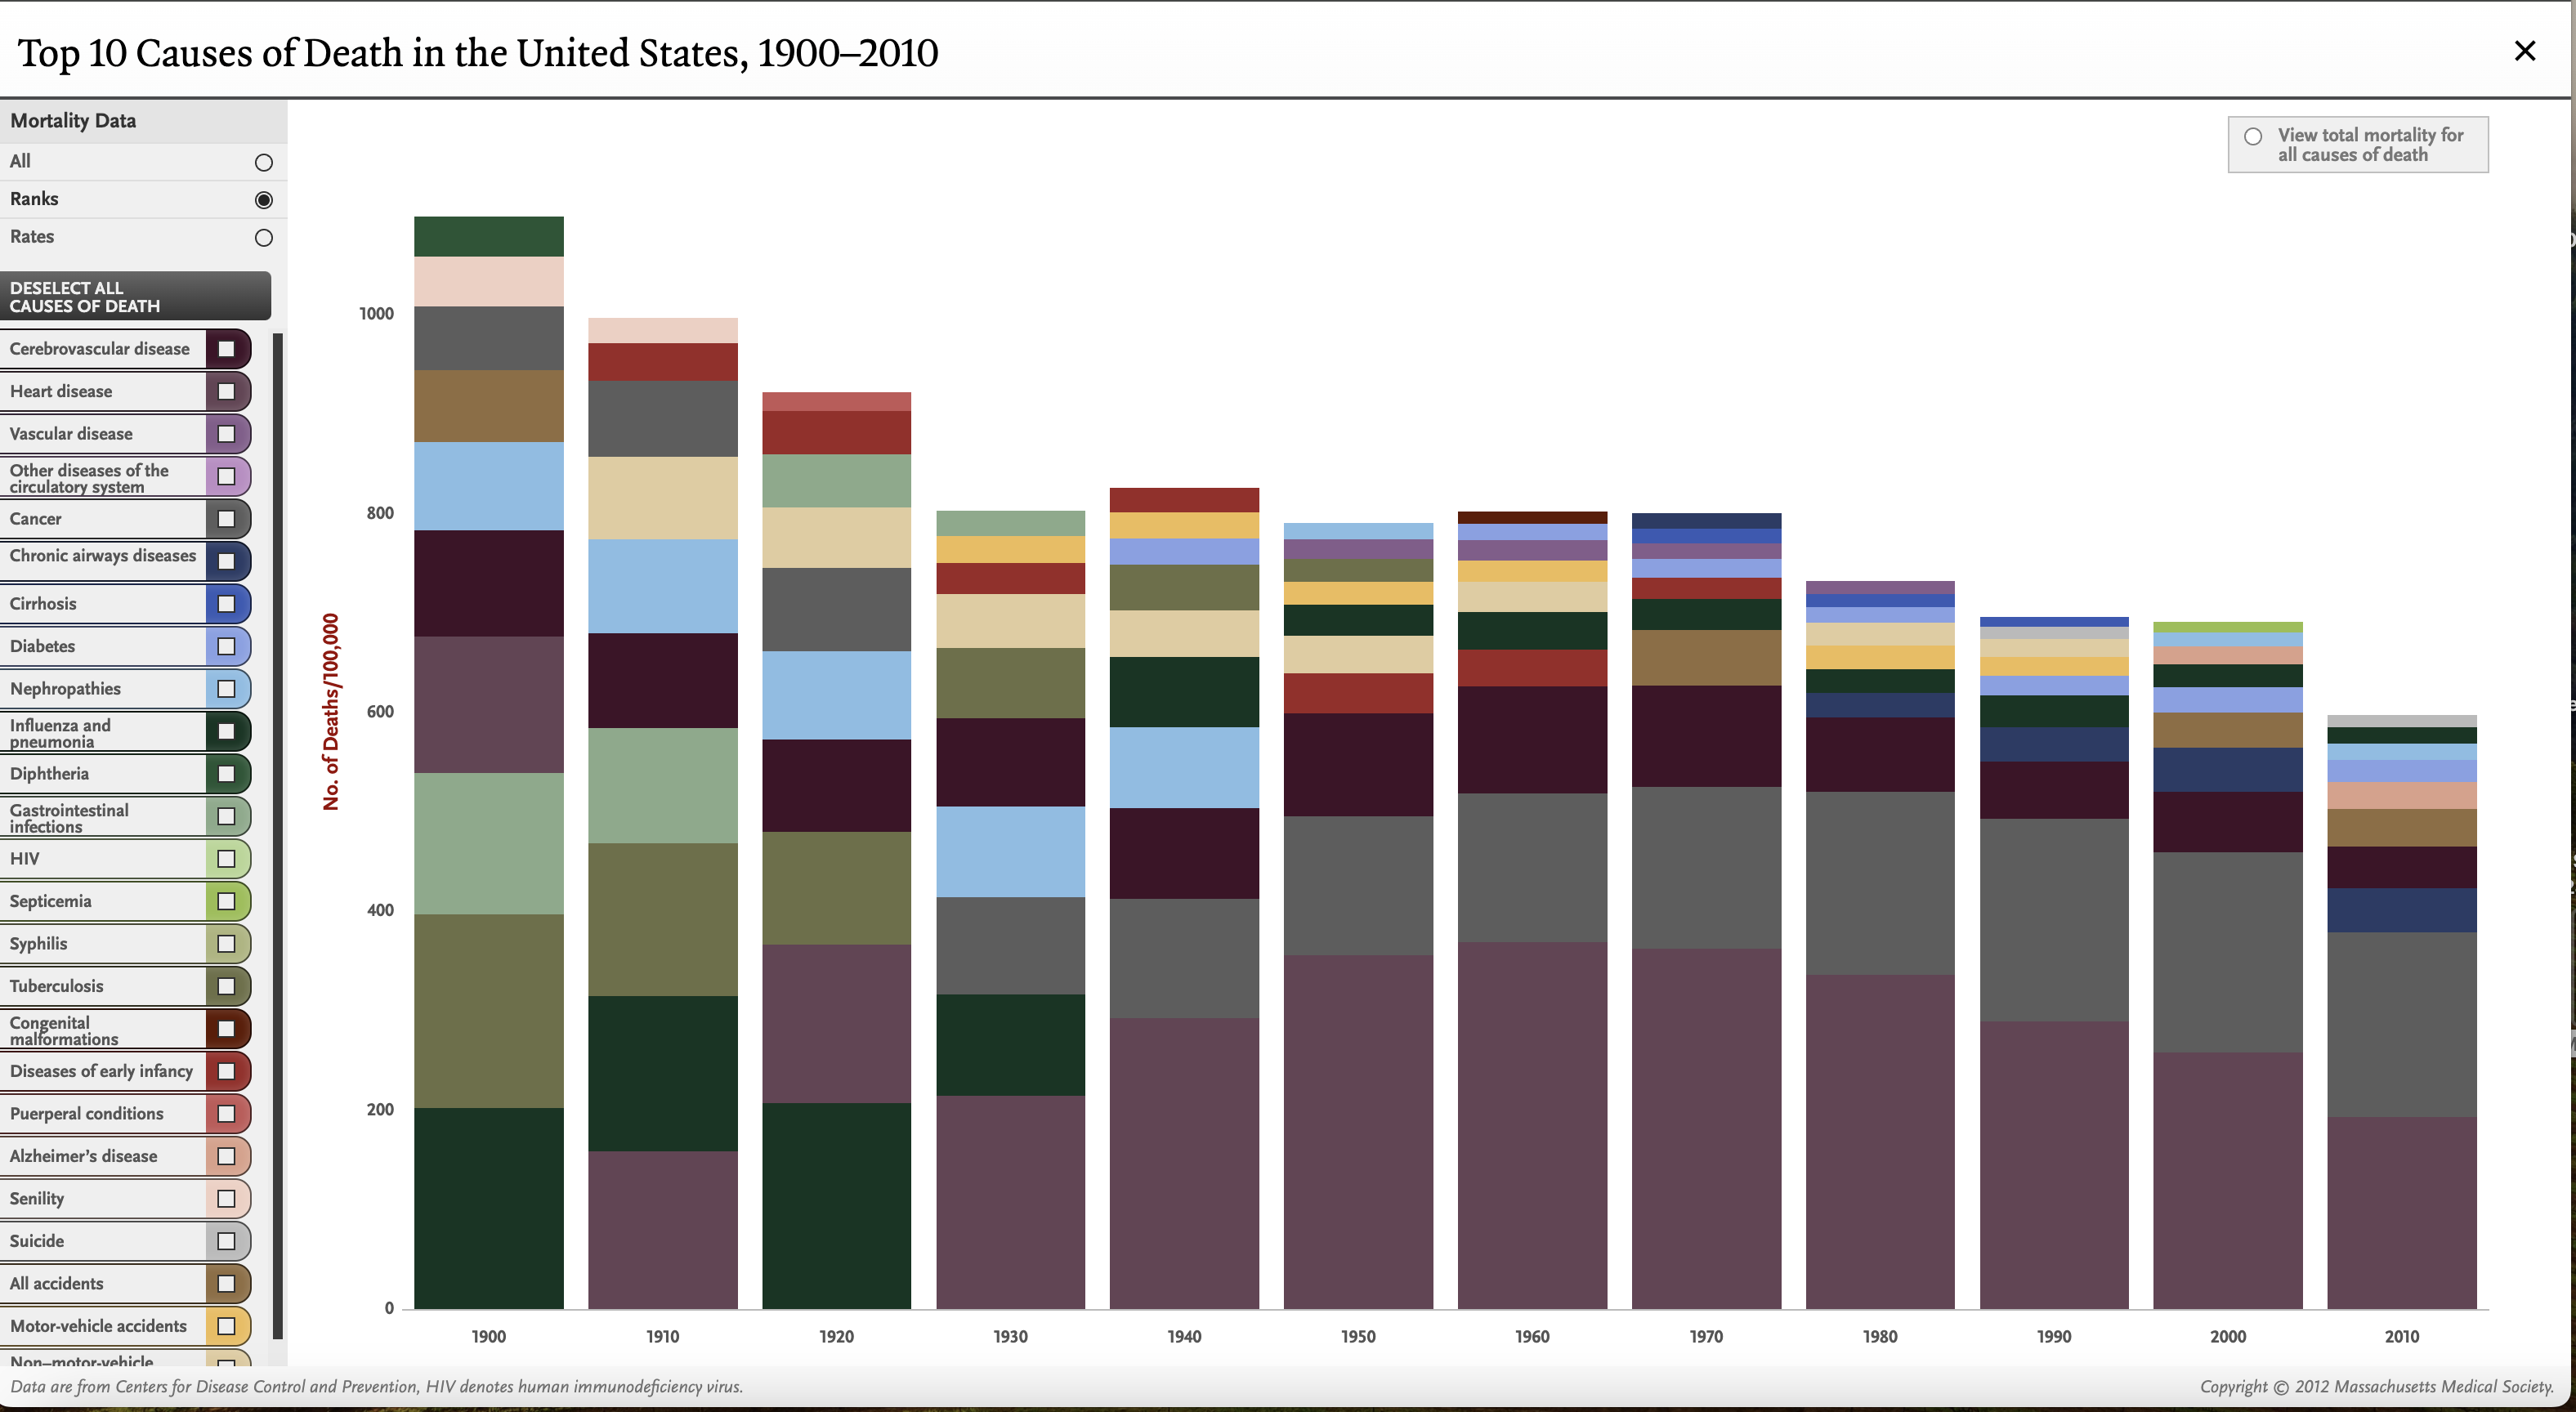 Top 10 Causes of Death in the United States, 1900–2010
Mortality Data
All
Ranks
Rates
DESELECT ALL
CAUSES OF DEATH
Cerebrovascular disease
Heart disease
Vascular disease
Other diseases of the
circulatory system
Cancer
Chronic airways diseases
Cirrhosis
Diabetes
Nephropathies
Influenza and
pneumonia
Diphtheria
Gastrointestinal
infections
HIV
Septicemia
Syphilis
Tuberculosis
Congenital
malformations
Diseases of early infancy
Puerperal conditions
Alzheimer's disease
Senility
Suicide
All accidents
Motor-vehicle accidents
Non–motor-vehicle
View total mortality for
all causes of death
No. of Deaths/100,000
1000
800
600
400
200
0
1900 1910 1920 1930 1940 1950 1960 1970 1980 1990 2000 2010
Data are from Centers for Disease Control and Prevention, HIV denotes human immunodeficiency virus.
Copyright © 2012 Massachusetts Medical Society.